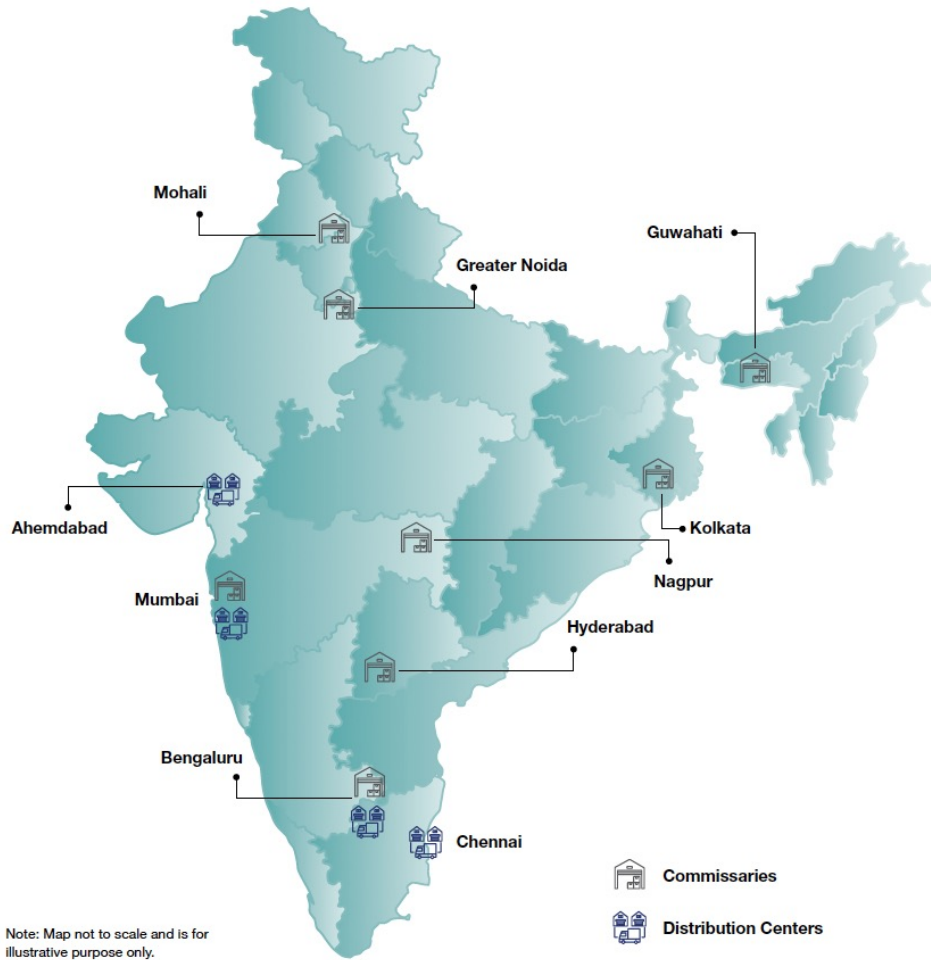 Mohali
Guwahati
Greater Noida
Ahemdabad
Kolkata
Nagpur
Mumbai
Hyderabad
Bengaluru
Chennai
Commissaries
Distribution Centers
Note: Map not to scale and is for
illustrative purpose only.